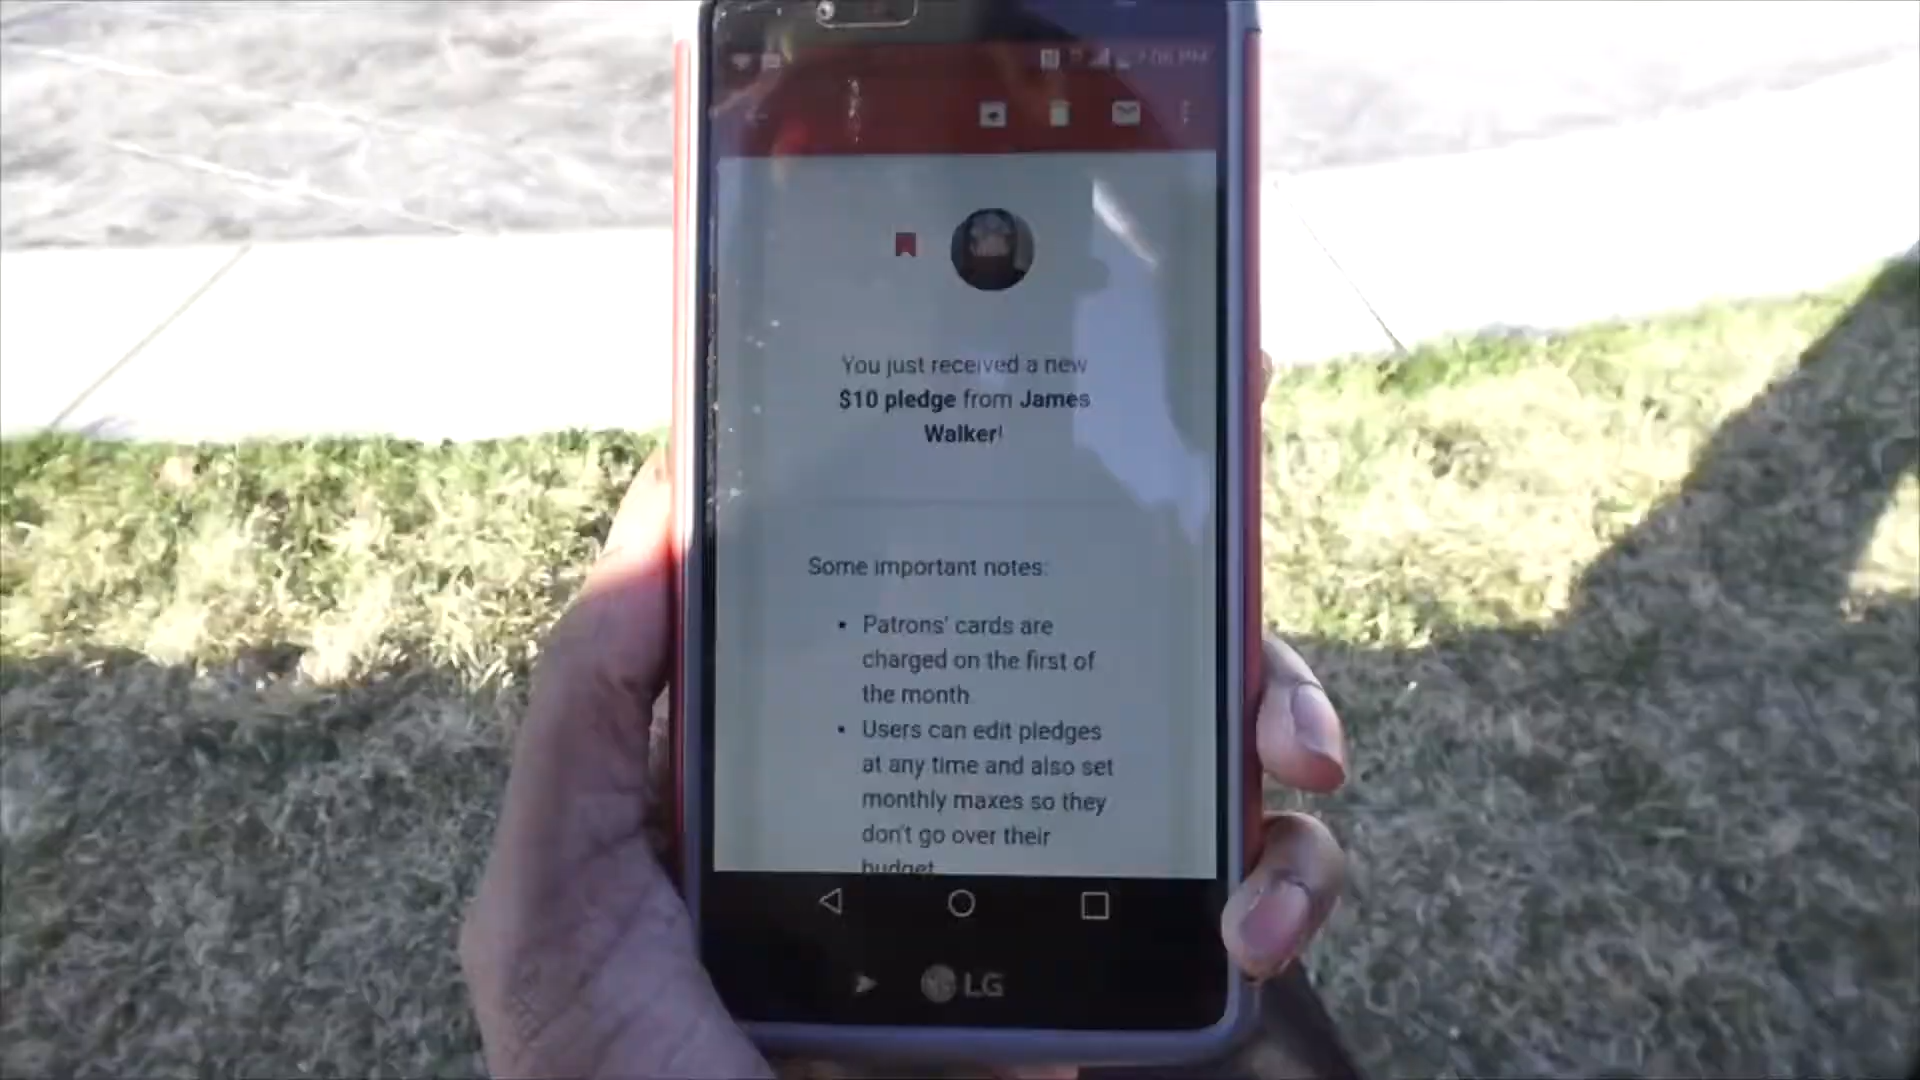 You just received a new
$10 pledge from James
Walker!
Some important notes:
• Patrons' cards are
charged on the first of
the month
• Users can edit pledges
at any time and also set
monthly maxes so they
don't go over their
budget
LG